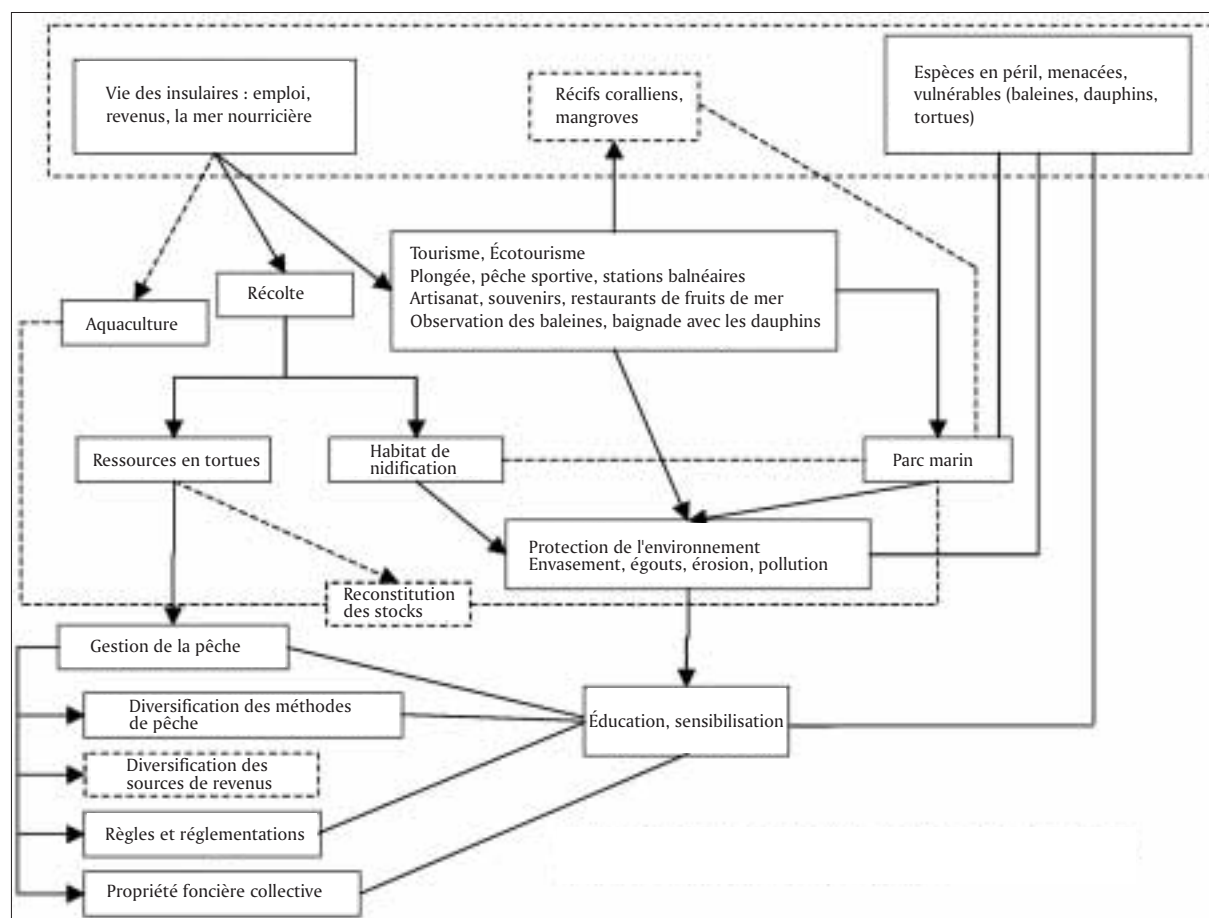 Vie des insulaires : emploi,
revenus, la mer nourricière
Récifs coralliens,
mangroves
Espèces en péril, menacées,
vulnérables (baleines, dauphins,
tortues)
Tourisme, Écotourisme
Plongée, pêche sportive, stations balnéaires
Artisanat, souvenirs, restaurants de fruits de mer
Observation des baleines, baignade avec les dauphins
Récolte
Aquaculture
Ressources en tortues
Habitat de
nidification
Parc marin
Protection de l'environnement
Envasement, égouts, érosion, pollution
Reconstitution
des stocks
Gestion de la pêche
Diversification des méthodes
de pêche
Éducation, sensibilisation
Diversification des
sources de revenus
Règles et réglementations
Propriété foncière collective